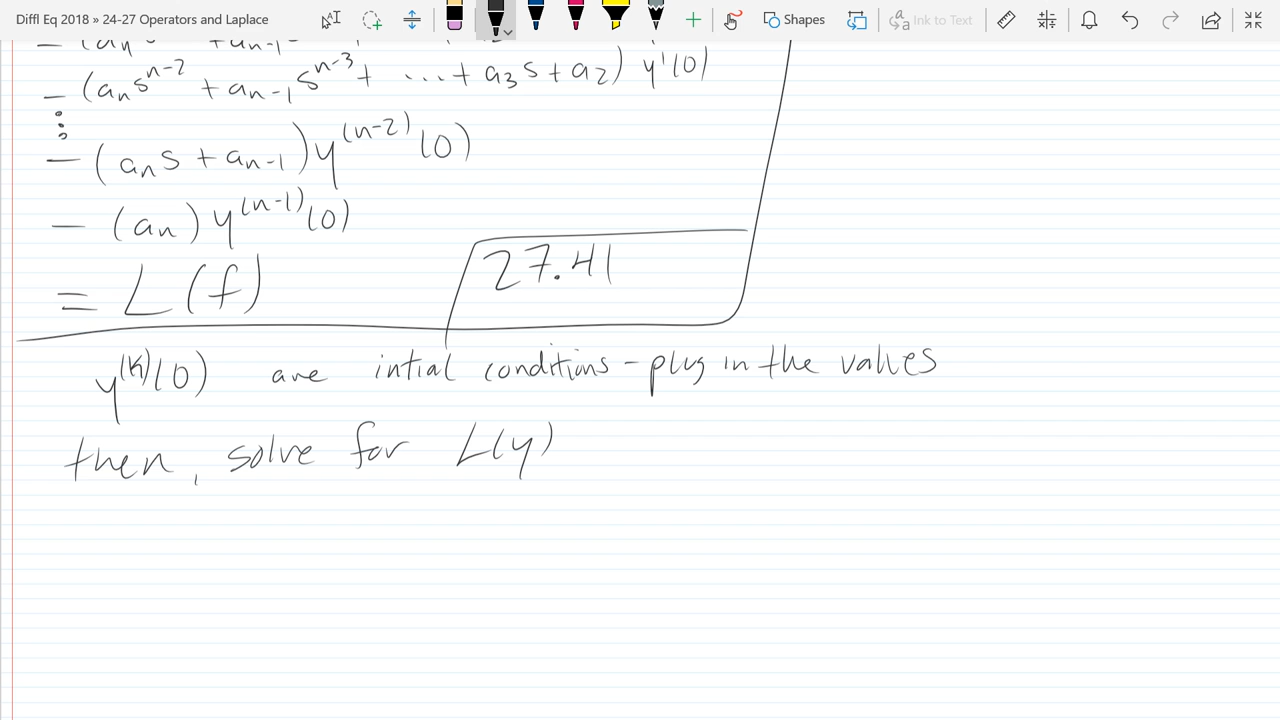 Diffl Eq 2018 » 24-27 Operators and Laplace
Shapes
Ink to Text
- (aₙsⁿ⁻² + aₙ₋₁sⁿ⁻³ + ... + a₃s + a₂) y'(0)
- (aₙs + aₙ₋₁) y⁽ⁿ⁻²⁾(0)
- (aₙ) y⁽ⁿ⁻¹⁾(0)
= L(f)
27.41
y⁽ᵏ⁾(0) are intial conditions - plug in the values
then, solve for L(y)